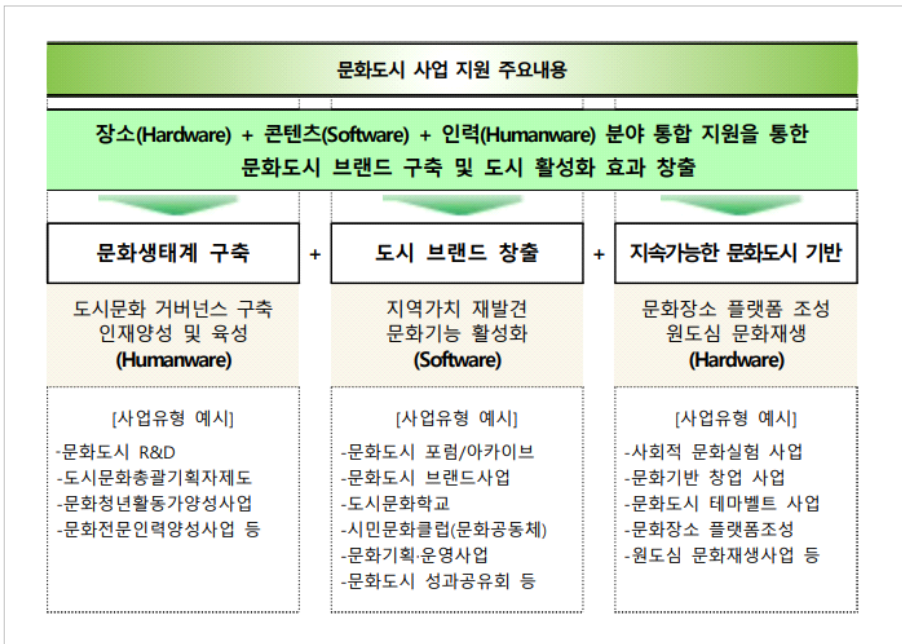 문화도시 사업 지원 주요내용
장소(Hardware) + 콘텐츠(Software) + 인력(Humanware) 분야 통합 지원을 통한
문화도시 브랜드 구축 및 도시 활성화 효과 창출
문화생태계 구축
+
도시 브랜드 창출
+
지속가능한 문화도시 기반
도시문화 거버넌스 구축
인재양성 및 육성
(Humanware)
지역가치 재발견
문화기능 활성화
(Software)
문화장소 플랫폼 조성
원도심 문화재생
(Hardware)
[사업유형 예시]
-문화도시 R&D
-도시문화총괄기획자제도
-문화청년활동가양성사업
-문화전문인력양성사업 등
[사업유형 예시]
-문화도시 포럼/아카이브
-문화도시 브랜드사업
-도시문화학교
-시민문화클럽(문화공동체)
-문화기획·운영사업
-문화도시 성과공유회 등
[사업유형 예시]
-사회적 문화실험 사업
-문화기반 창업 사업
-문화도시 테마벨트 사업
-문화장소 플랫폼조성
-원도심 문화재생사업 등